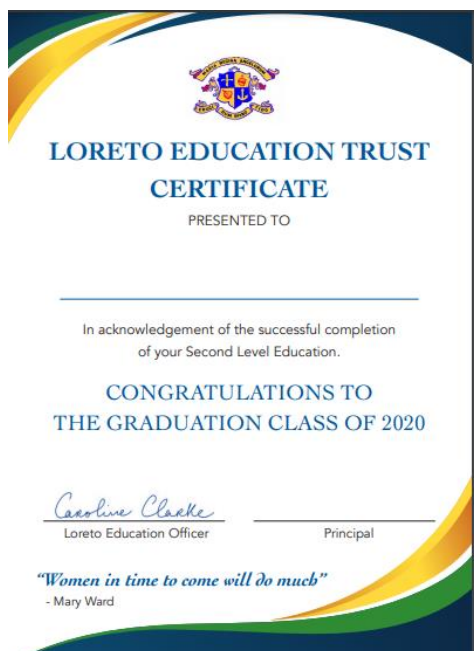 LORETO EDUCATION TRUST
CERTIFICATE
PRESENTED TO
In acknowledgement of the successful completion
of your Second Level Education.
CONGRATULATIONS TO
THE GRADUATION CLASS OF 2020
Caroline Clarke
Loreto Education Officer
Principal
“Women in time to come will do much”
- Mary Ward